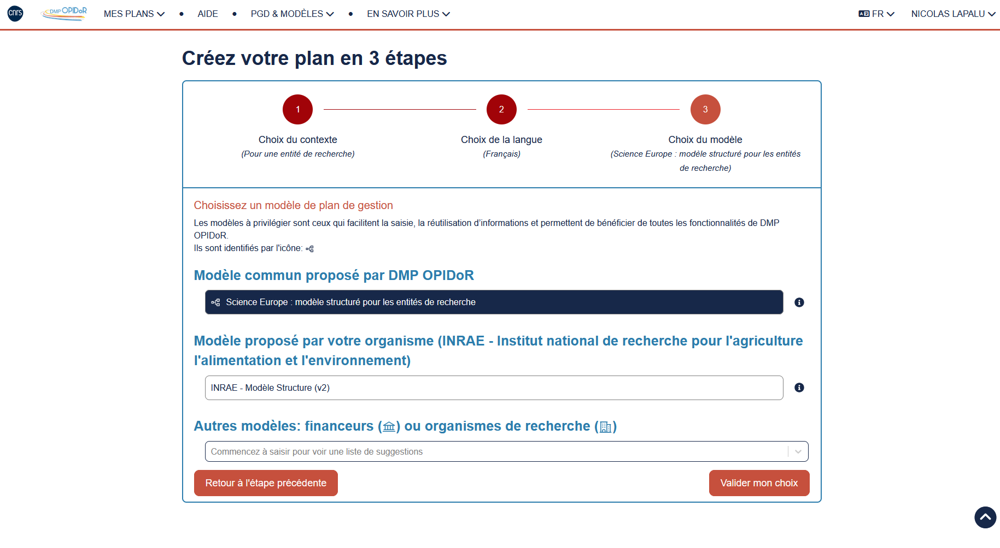 cnrs
DMP OPIDoR
MES PLANS
AIDE
PGD & MODÈLES
EN SAVOIR PLUS
FR
NICOLAS LAPALU
Créez votre plan en 3 étapes
1
2
3
Choix du contexte
(Pour une entité de recherche)
Choix de la langue
(Français)
Choix du modèle
(Science Europe : modèle structuré pour les entités
de recherche)
Choisissez un modèle de plan de gestion
Les modèles à privilégier sont ceux qui facilitent la saisie, la réutilisation d’informations et permettent de bénéficier de toutes les fonctionnalités de DMP
OPIDoR.
Ils sont identifiés par l'icône:
Modèle commun proposé par DMP OPIDoR
Science Europe : modèle structuré pour les entités de recherche
Modèle proposé par votre organisme (INRAE - Institut national de recherche pour l'agriculture
l'alimentation et l'environnement)
INRAE - Modèle Structure (v2)
Autres modèles: financeurs () ou organismes de recherche ()
Commencez à saisir pour voir une liste de suggestions
Retour à l'étape précédente
Valider mon choix